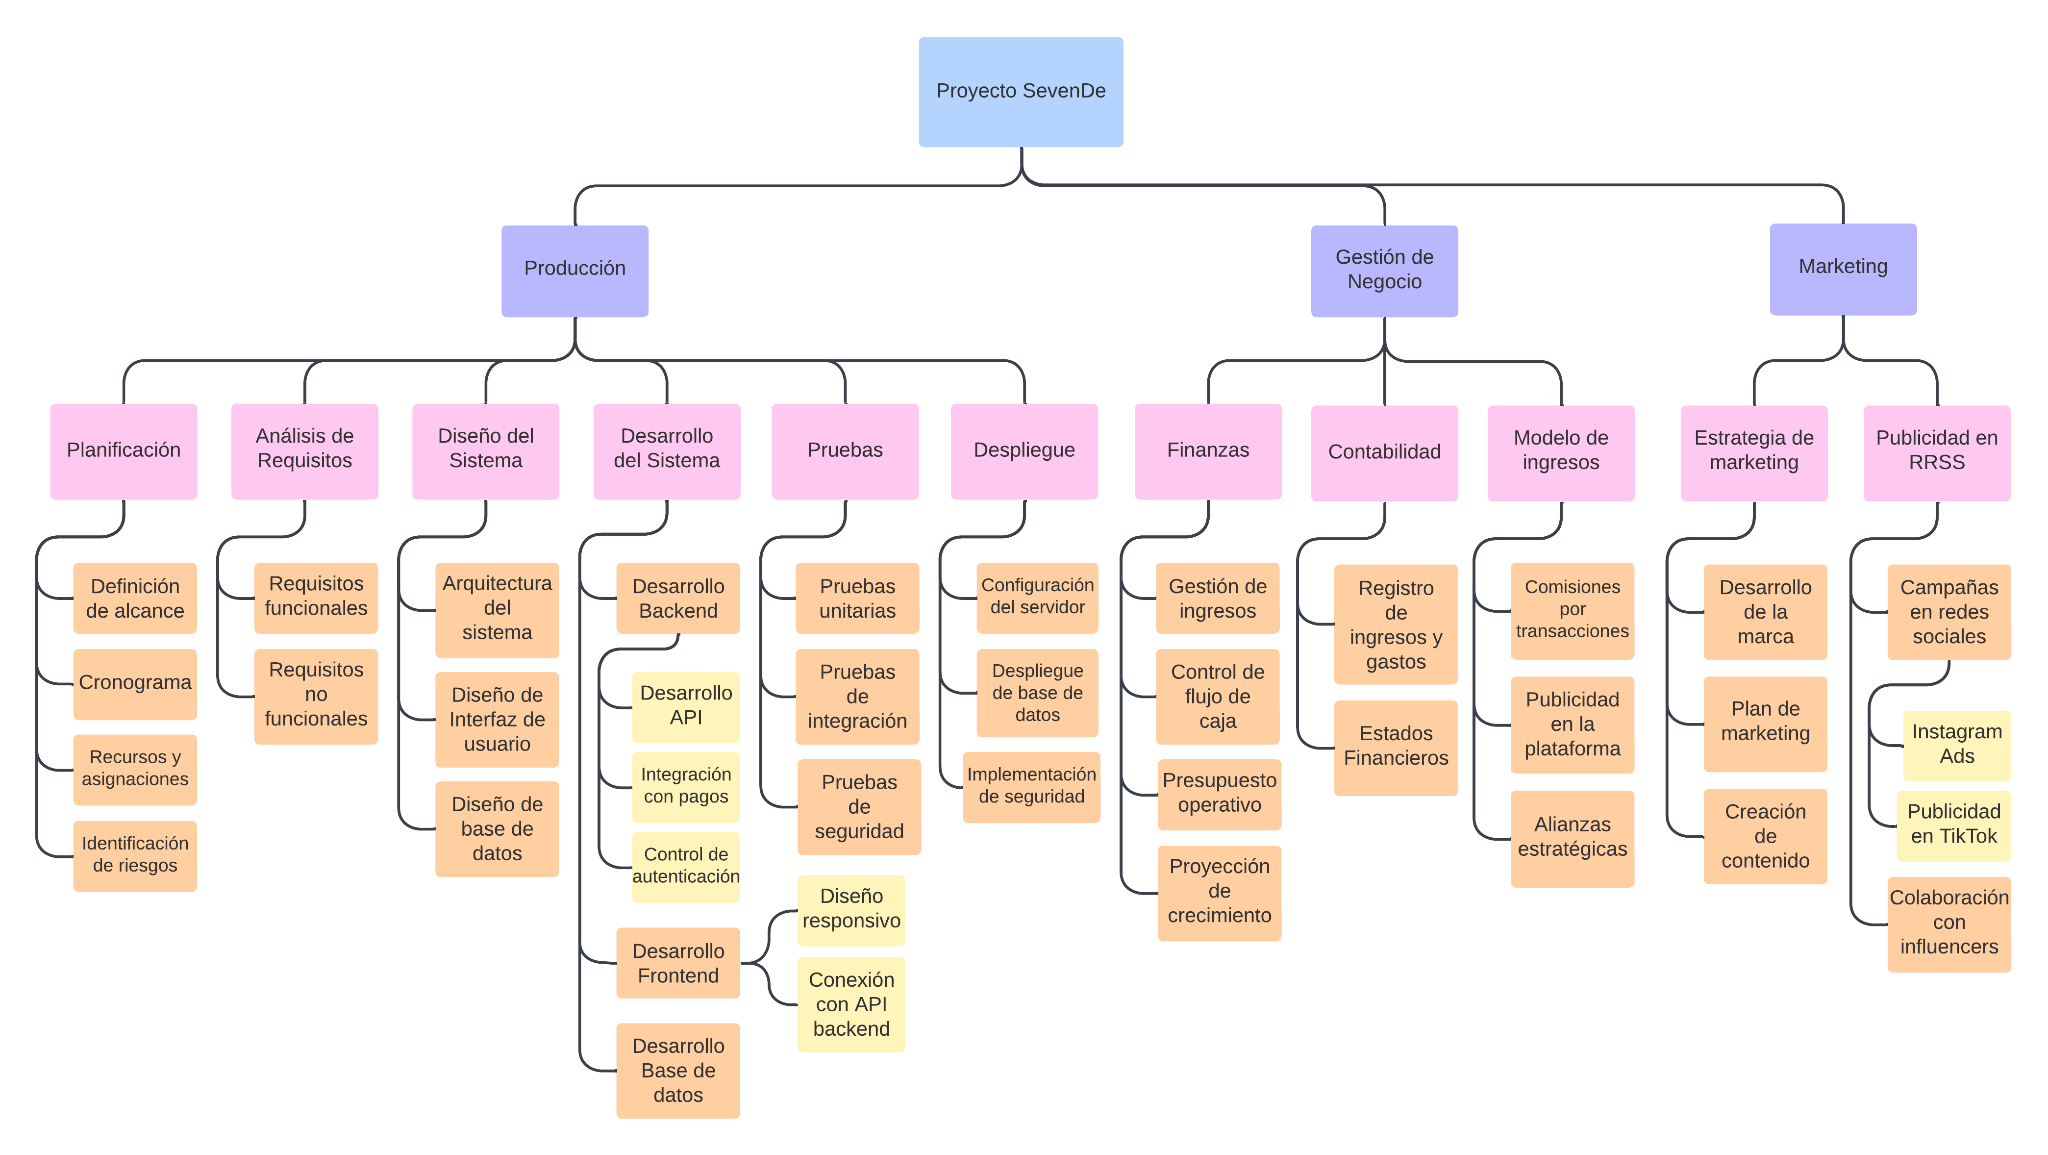 Proyecto SevenDe
Producción
Gestión de
Negocio
Marketing
Planificación
Análisis de
Requisitos
Diseño del
Sistema
Desarrollo
del Sistema
Pruebas
Despliegue
Finanzas
Contabilidad
Modelo de
ingresos
Estrategia de
marketing
Publicidad en
RRSS
Definición
de alcance
Cronograma
Recursos y
asignaciones
Identificación
de riesgos
Requisitos
funcionales
Requisitos
no
funcionales
Arquitectura
del
sistema
Diseño de
Interfaz de
usuario
Diseño de
base de
datos
Desarrollo
Backend
Desarrollo
API
Integración
con pagos
Control de
autenticación
Desarrollo
Frontend
Diseño
responsivo
Conexión
con API
backend
Desarrollo
Base de
datos
Pruebas
unitarias
Pruebas
de
integración
Pruebas
de
seguridad
Configuración
del servidor
Despliegue
de base de
datos
Implementación
de seguridad
Gestión de
ingresos
Control de
flujo de
caja
Presupuesto
operativo
Proyección
de
crecimiento
Registro
de
ingresos y
gastos
Estados
Financieros
Comisiones
por
transacciones
Publicidad
en la
plataforma
Alianzas
estratégicas
Desarrollo
de la
marca
Plan de
marketing
Creación
de
contenido
Campañas
en redes
sociales
Instagram
Ads
Publicidad
en TikTok
Colaboración
con
influencers